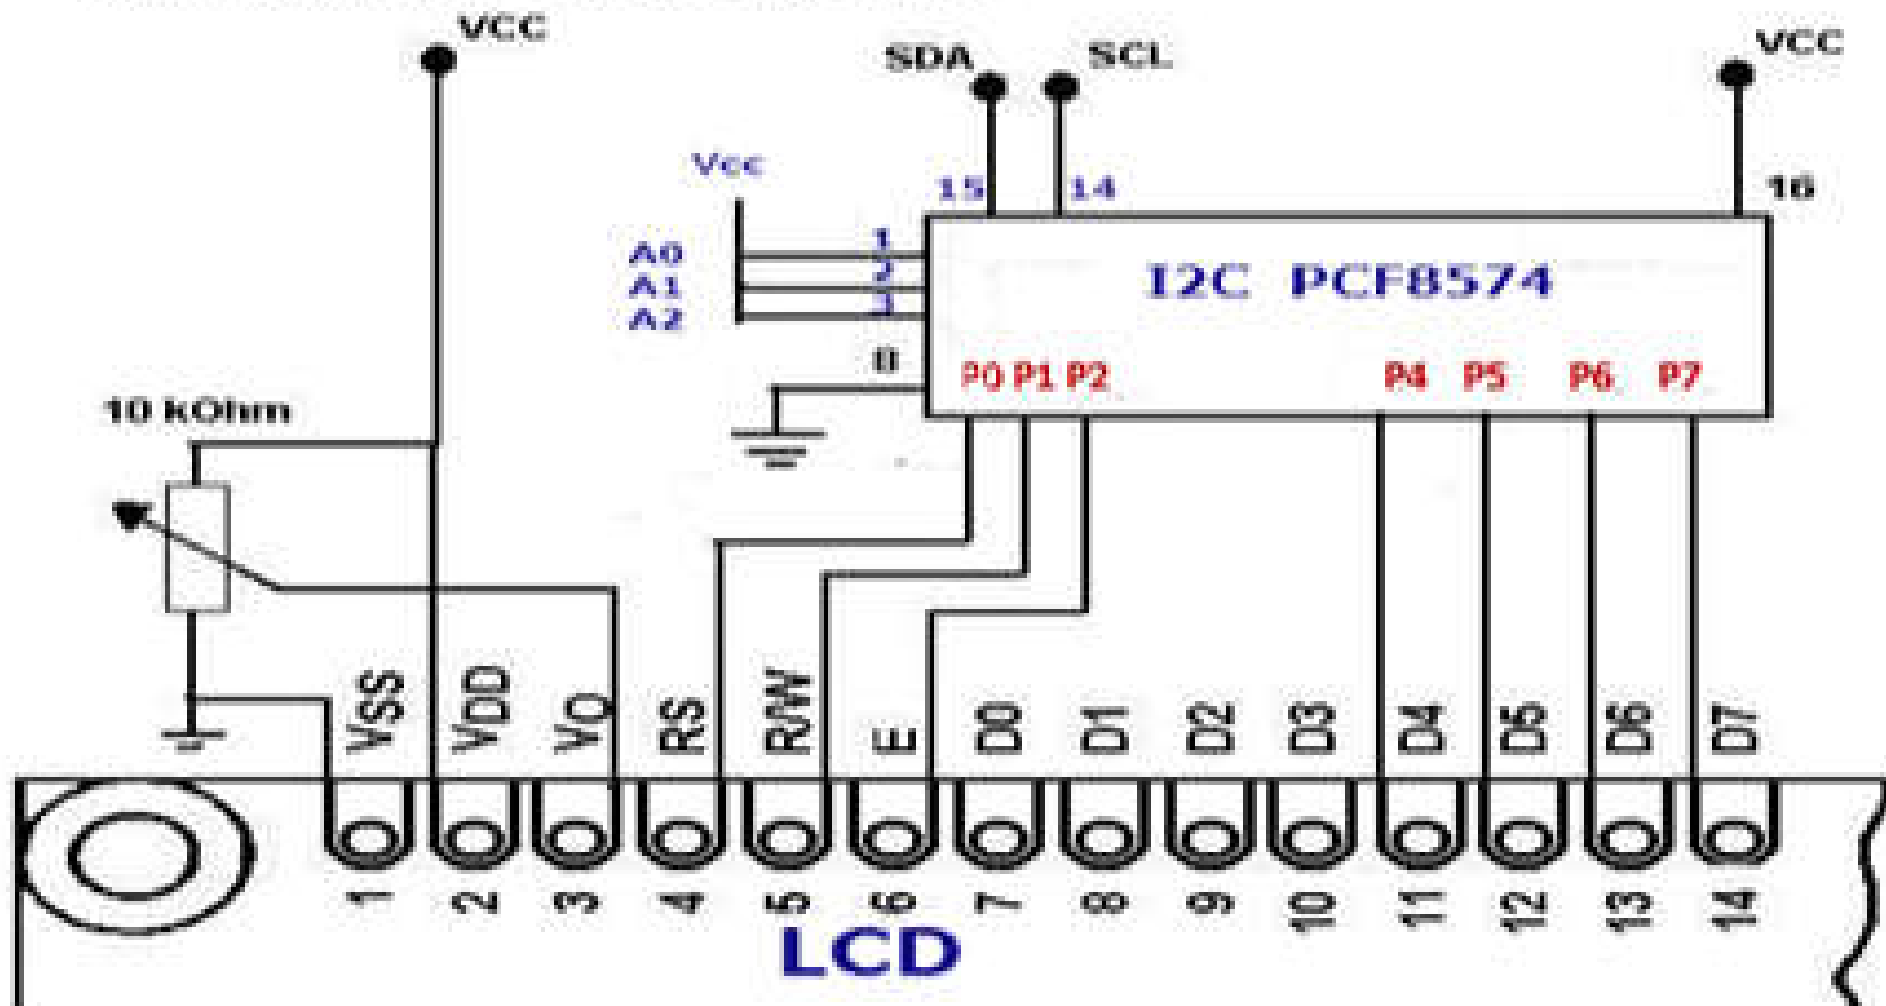 VCC
SDA
SCL
VCC
Vcc
15
14
16
A0
1
A1
2
A2
3
I2C PCF8574
8
P0 P1 P2 P4 P5 P6 P7
10 kOhm
VSS VDD VO RS R/W E D0 D1 D2 D3 D4 D5 D6 D7
1 2 3 4 5 6 7 8 9 10 11 12 13 14
LCD